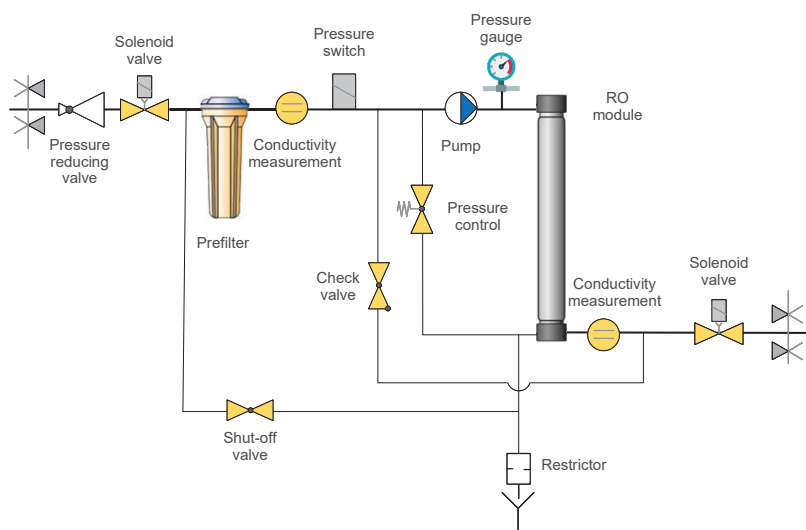 Solenoid
valve
Pressure
switch
Pressure
gauge
RO
module
Pressure
reducing
valve
Conductivity
measurement
Pump
Prefilter
Pressure
control
Check
valve
Conductivity
measurement
Solenoid
valve
Shut-off
valve
Restrictor